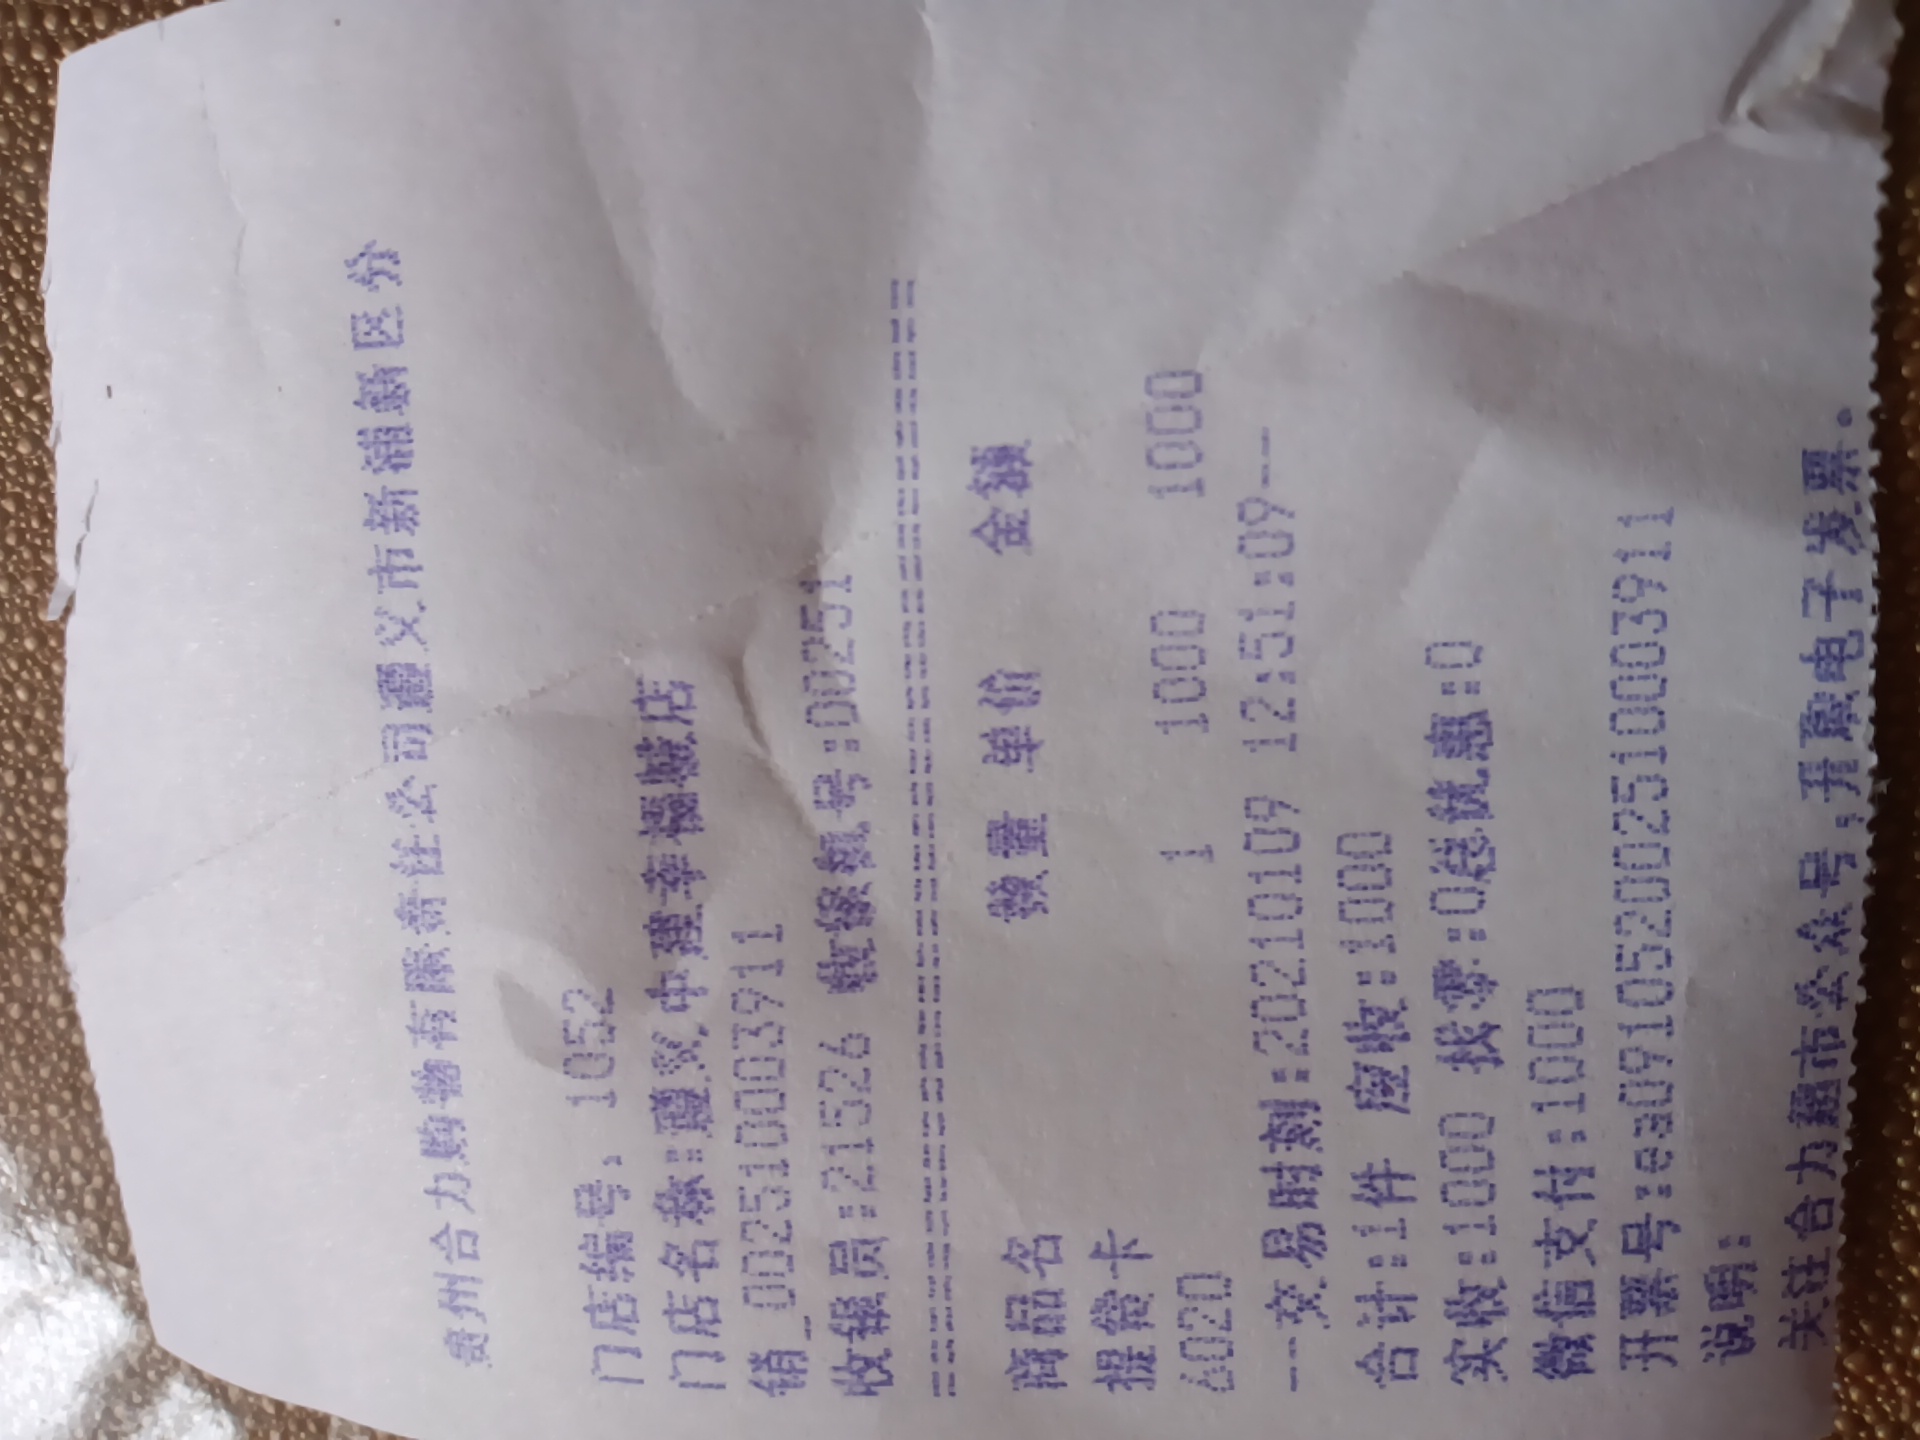 贵州合力购物有限责任公司遵义市新浦新区分
门店编号: 1052
门店名称:遵义中建幸福城店
销_002510003911
收银员:21526 收银机号:00251
========================================
商品名 数量 单价 金额
提货卡
6020 1 1000 1000
--交易时刻:20210109 12:51:09--
合计:1件 应收:1000
实收:1000 找零:0总优惠:0
微信支付:1000
开票号:ea091052002510003911
说明:
关注合力超市公众号,开取电子发票。